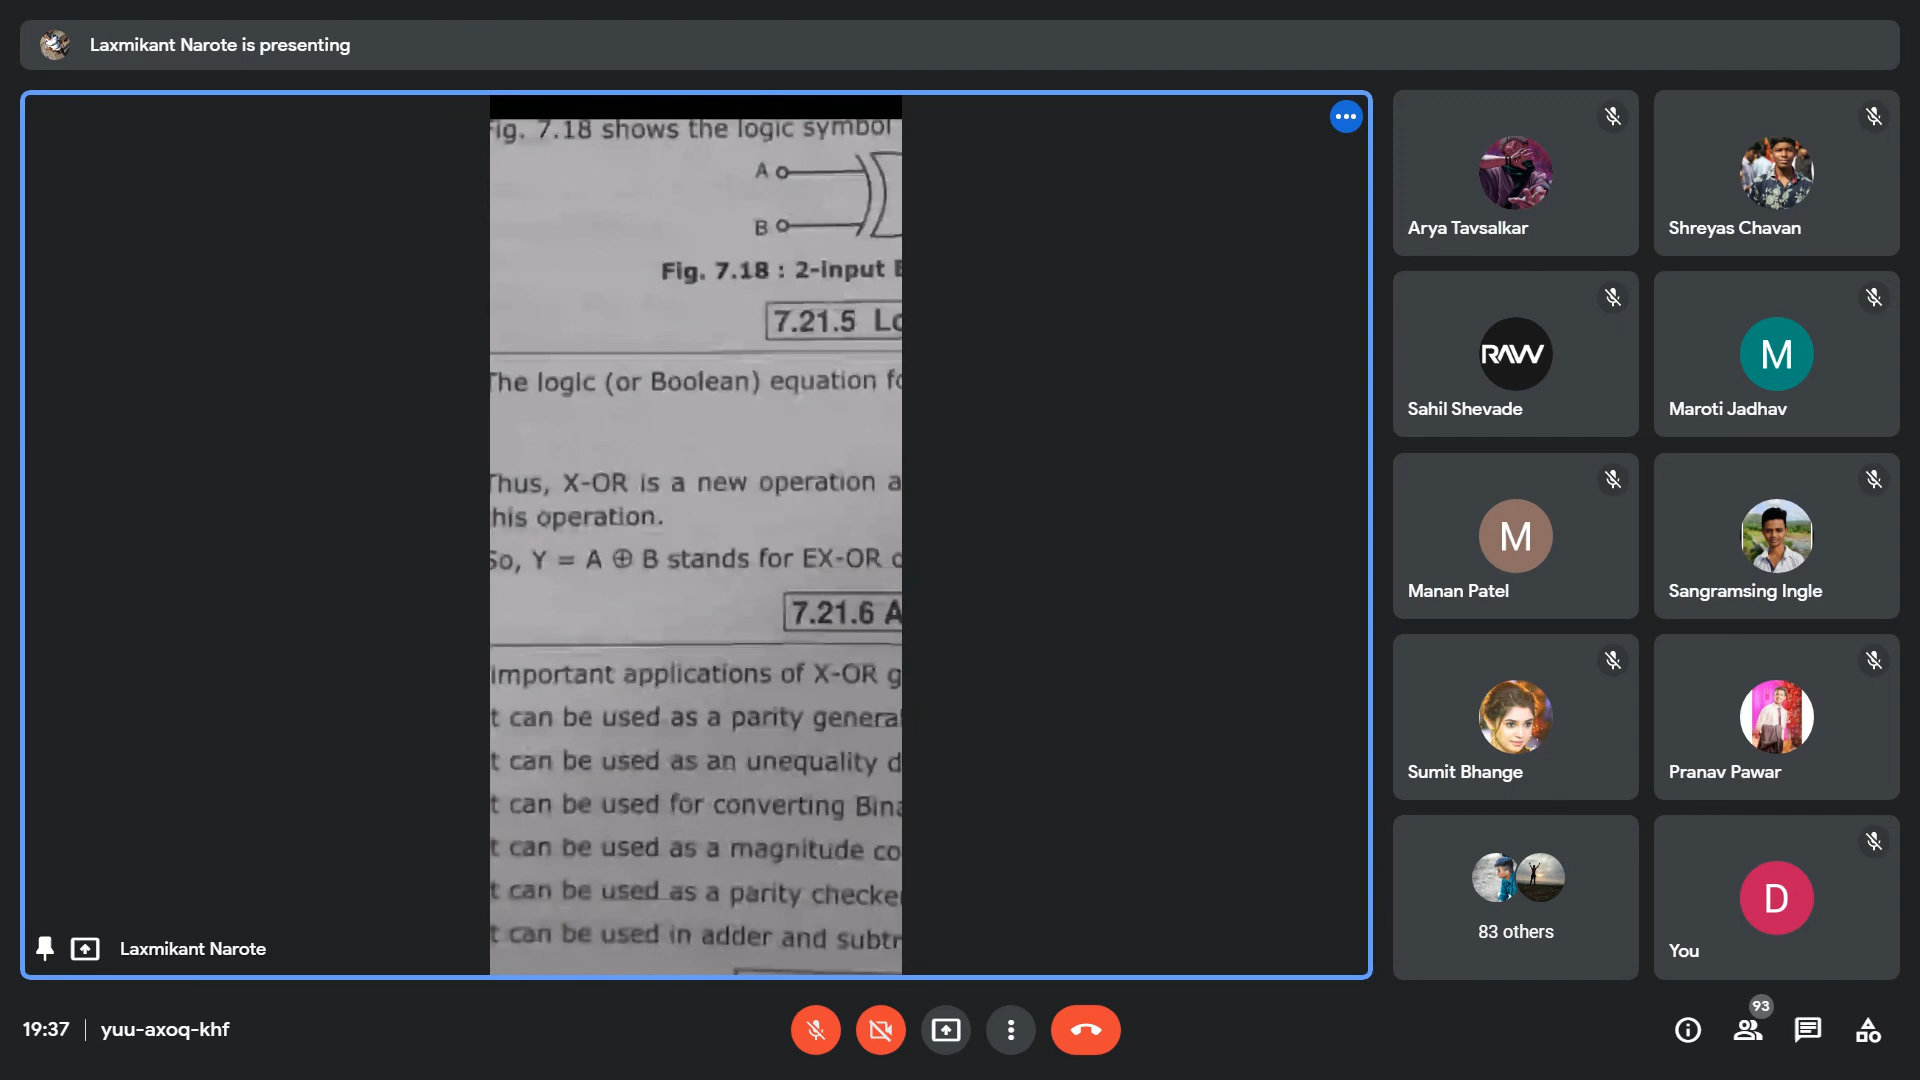 Laxmikant Narote is presenting
Fig. 7.18 shows the logic symbol
A
B
Fig. 7.18 : 2-input
7.21.5
The logic (or Boolean) equation
Thus, X-OR is a new operation
this operation.
So, Y = A ⊕ B stands for EX-OR
7.21.6
Important applications of X-OR
t can be used as a parity
t can be used as an unequality
t can be used for converting
t can be used as a magnitude
t can be used as a parity
t can be used in adder and
Laxmikant Narote
Arya Tavsalkar
Shreyas Chavan
RAW
Sahil Shevade
M
Maroti Jadhav
M
Manan Patel
Sangramsing Ingle
Sumit Bhange
Pranav Pawar
83 others
D
You
19:37 | yuu-axoq-khf
93